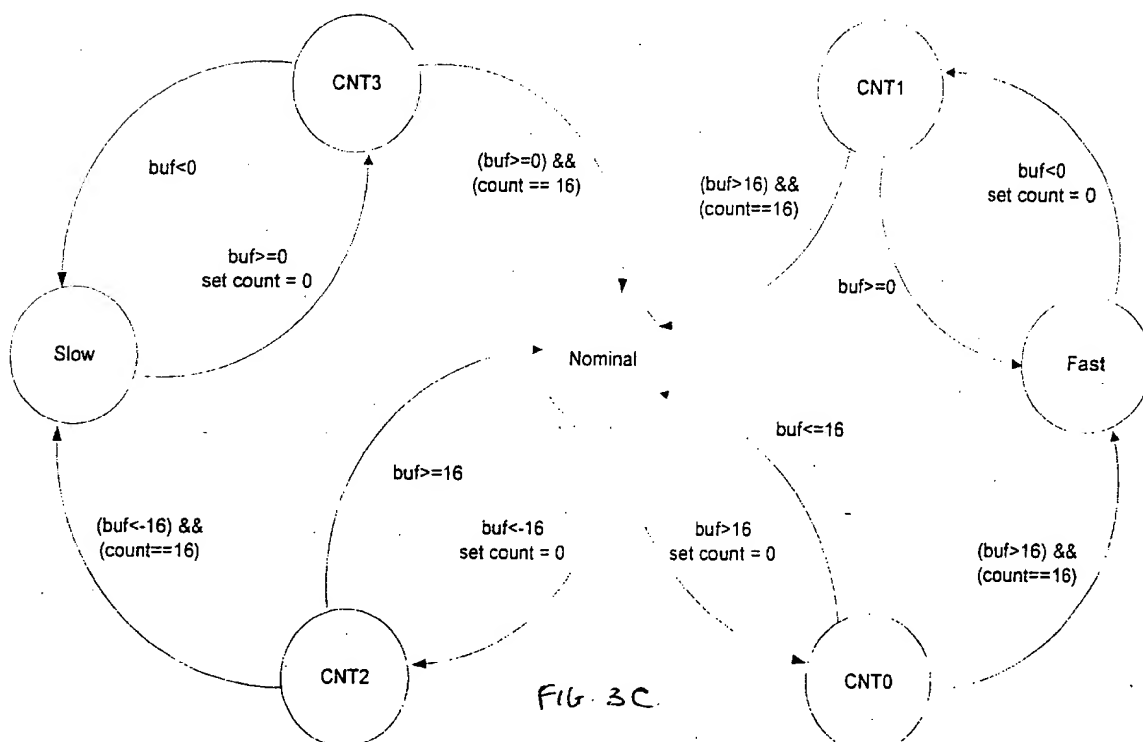 CNT3
CNT1
buf<0
(buf>=0) &&
(count == 16)
(buf>16) &&
(count==16)
buf<0
set count = 0
buf>=0
set count = 0
buf>=0
Slow
Nominal
Fast
buf<=16
buf>=16
(buf<-16) &&
(count==16)
buf<-16
set count = 0
buf>16
set count = 0
(buf>16) &&
(count==16)
CNT2
CNT0
FIG. 3C